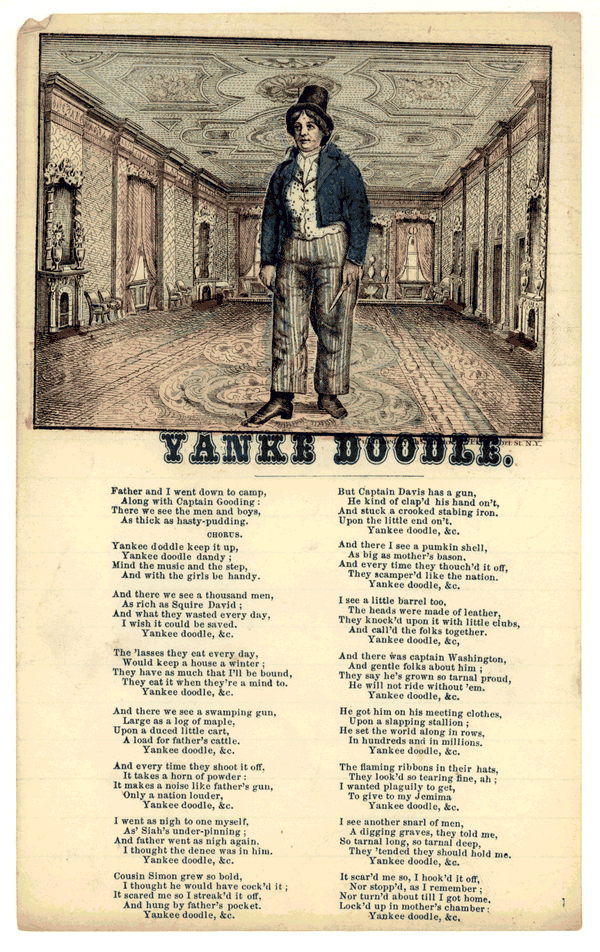 YANKE DOODLE.
St. N.Y.
Father and I went down to camp,
Along with Captain Gooding :
There we see the men and boys,
As thick as hasty-pudding.
CHORUS.
Yankey doddle keep it up,
Yankee doodle dandy ;
Mind the music and the step,
And with the girls be handy.
And there we see a thousand men,
As rich as Squire David ;
And what they wasted every day,
I wish it could be saved.
Yankee doodle, &c.
The 'lasses they eat every day,
Would keep a house a winter ;
They have as much that I'll be bound,
They eat it when they're a mind to.
Yankee doodle, &c.
And there we see a swamping gun,
Large as a log of maple,
Upon a duced little cart,
A load for father's cattle.
Yankee doodle, &c.
And every time they shoot it off,
It takes a horn of powder :
It makes a noise like father's gun,
Only a nation louder,
Yankee doodle, &c.
I went as nigh to one myself,
As' Siah's under-pinning ;
And father went as nigh again.
I thought the dence was in him.
Yankee doodle, &c.
Cousin Simon grew so bold,
I thought he would have cock'd it ;
It scared me so I streak'd it off,
And hung by father's pocket.
Yankee doodle, &c.
But Captain Davis has a gun,
He kind of clap'd his hand on't,
And stuck a crooked stabing iron.
Upon the little end on't.
Yankee doodle, &c.
And there I see a pumkin shell,
As big as mother's bason,
And every time they thouch'd it off,
They scamper'd like the nation.
Yankee doodle, &c.
I see a little barrel too,
The heads were made of leather,
They knock'd upon it with little clubs,
And call'd the folks together.
Yankee doodle, &c,
And there was captain Washington,
And gentle folks about him ;
They say he's grown so tarnal proud,
He will not ride without 'em.
Yankee doodle, &c.
He got him on his meeting clothes,
Upon a slapping stallion ;
He set the world along in rows,
In hundreds and in millions.
Yankee doodle, &c.
The flaming ribbons in their hats,
They look'd so tearing fine, ah ;
I wanted plaguily to get,
To give to my Jemima
Yankee doodle, &c.
I see another snarl of men,
A digging graves, they told me,
So tarnal long, so tarnal deep,
They 'tended they should hold me.
Yankee doodle, &c.
It scar'd me so, I hook'd it off,
Nor stopp'd, as I remember ;
Nor turn'd about till I got home,
Lock'd up in mother's chamber :
Yankee doodle, &c.